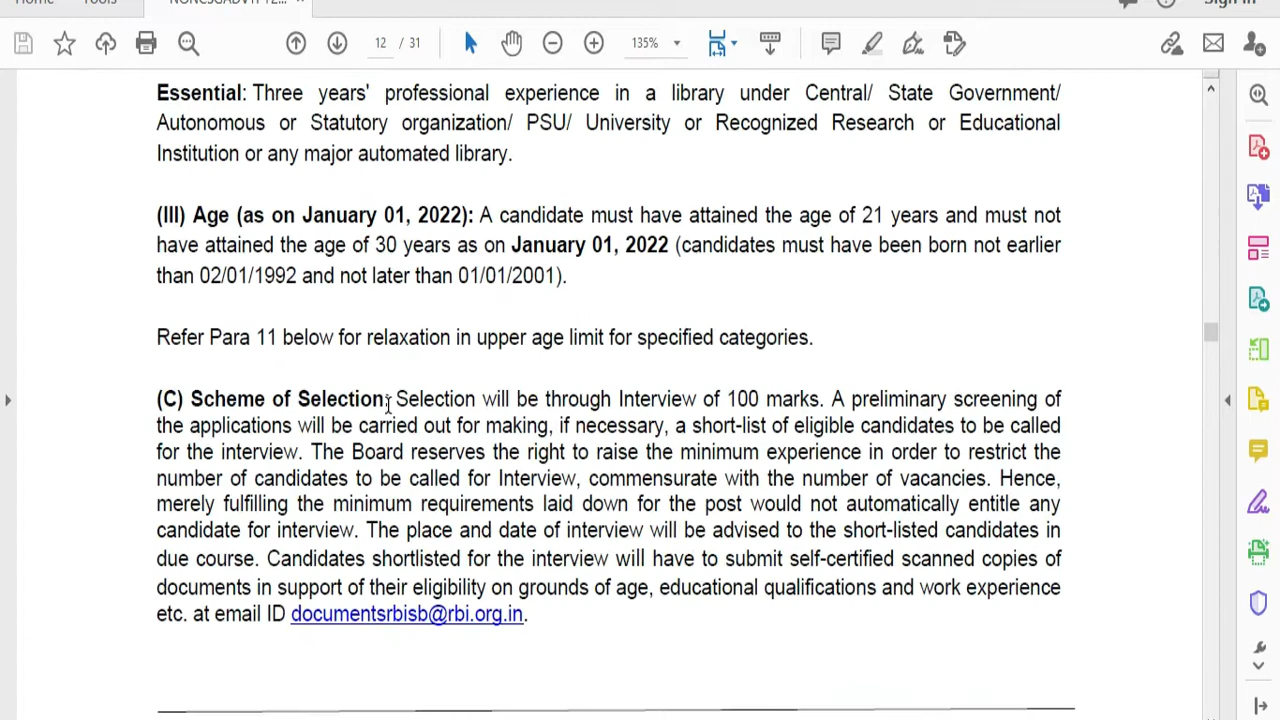 12 / 31
135%
Essential: Three years' professional experience in a library under Central/ State Government/
Autonomous or Statutory organization/ PSU/ University or Recognized Research or Educational
Institution or any major automated library.
(III) Age (as on January 01, 2022): A candidate must have attained the age of 21 years and must not
have attained the age of 30 years as on January 01, 2022 (candidates must have been born not earlier
than 02/01/1992 and not later than 01/01/2001).
Refer Para 11 below for relaxation in upper age limit for specified categories.
(C) Scheme of Selection: Selection will be through Interview of 100 marks. A preliminary screening of
the applications will be carried out for making, if necessary, a short-list of eligible candidates to be called
for the interview. The Board reserves the right to raise the minimum experience in order to restrict the
number of candidates to be called for Interview, commensurate with the number of vacancies. Hence,
merely fulfilling the minimum requirements laid down for the post would not automatically entitle any
candidate for interview. The place and date of interview will be advised to the short-listed candidates in
due course. Candidates shortlisted for the interview will have to submit self-certified scanned copies of
documents in support of their eligibility on grounds of age, educational qualifications and work experience
etc. at email ID documentsrbisb@rbi.org.in.